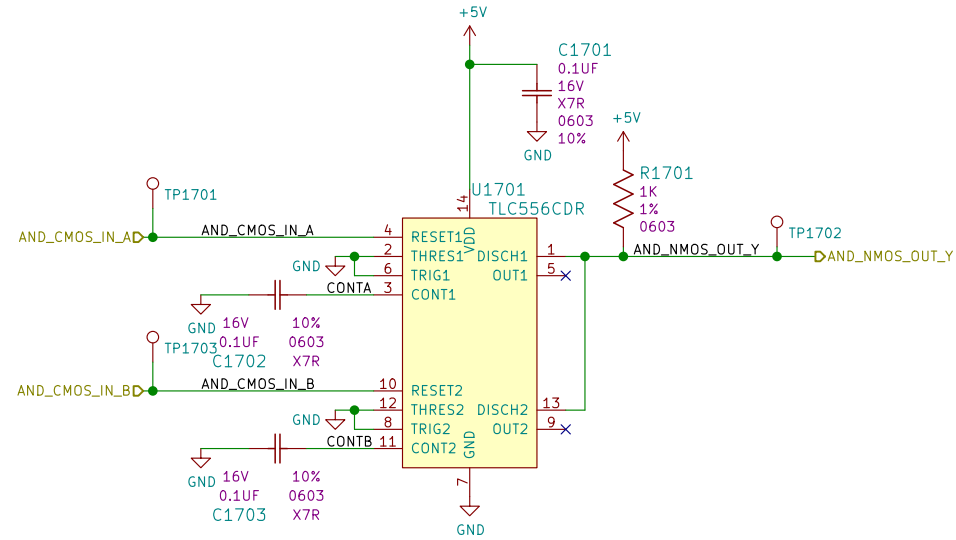 +5V
C1701
0.1UF
16V
X7R
0603
10%
GND
+5V
R1701
1K
1%
0603
U1701
TLC556CDR
TP1701
TP1702
AND_CMOS_IN_A
AND_CMOS_IN_A
4
RESET1
14
VDD
2
THRES1
DISCH1
1
AND_NMOS_OUT_Y
AND_NMOS_OUT_Y
GND
6
TRIG1
OUT1
5
CONTA
3
CONT1
GND
16V
10%
0.1UF
0603
C1702
X7R
TP1703
AND_CMOS_IN_B
AND_CMOS_IN_B
10
RESET2
12
THRES2
DISCH2
13
GND
8
TRIG2
OUT2
9
CONTB
11
CONT2
GND
7
GND
16V
10%
0.1UF
0603
C1703
X7R
GND